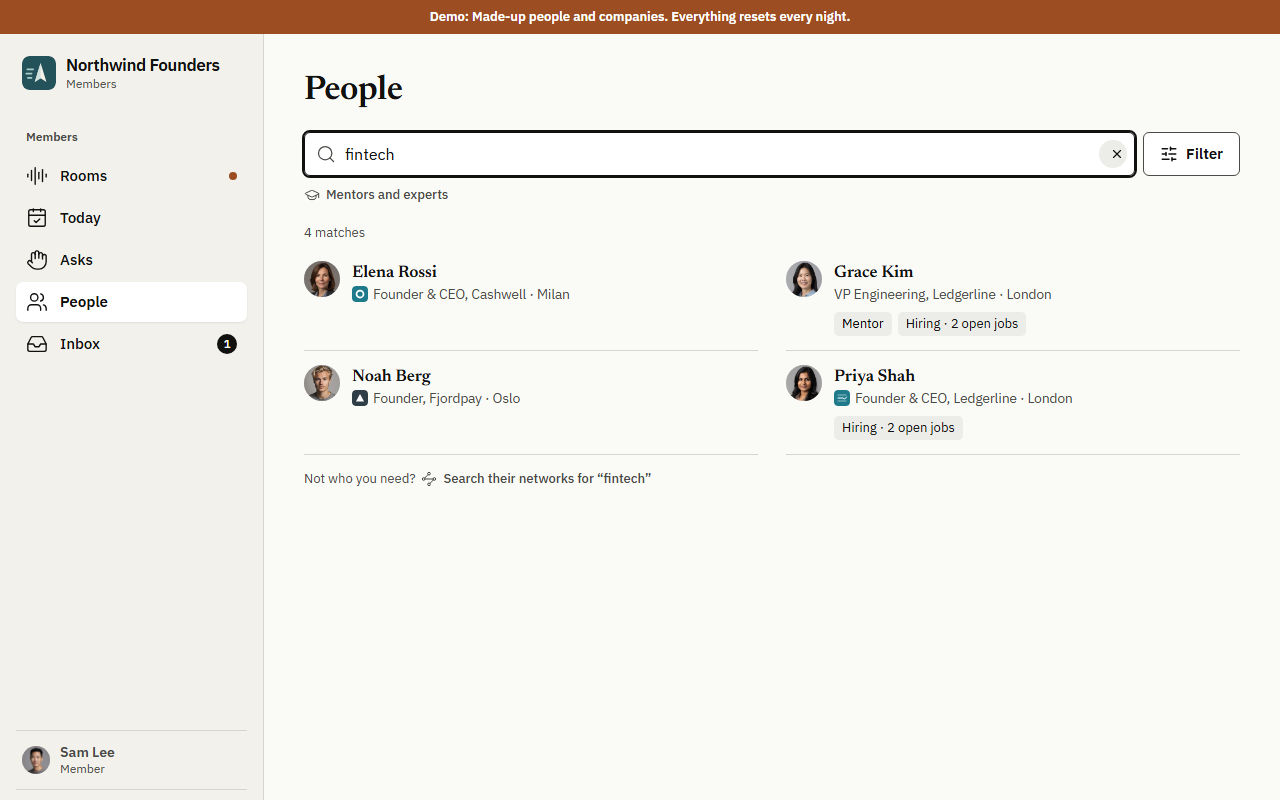 Demo: Made-up people and companies. Everything resets every night.
Northwind Founders
Members
Members
Rooms
Today
Asks
People
Inbox
1
Sam Lee
Member
People
fintech
Filter
Mentors and experts
4 matches
Elena Rossi
Founder & CEO, Cashwell · Milan
Grace Kim
VP Engineering, Ledgerline · London
Mentor
Hiring · 2 open jobs
Noah Berg
Founder, Fjordpay · Oslo
Priya Shah
Founder & CEO, Ledgerline · London
Hiring · 2 open jobs
Not who you need? Search their networks for “fintech”